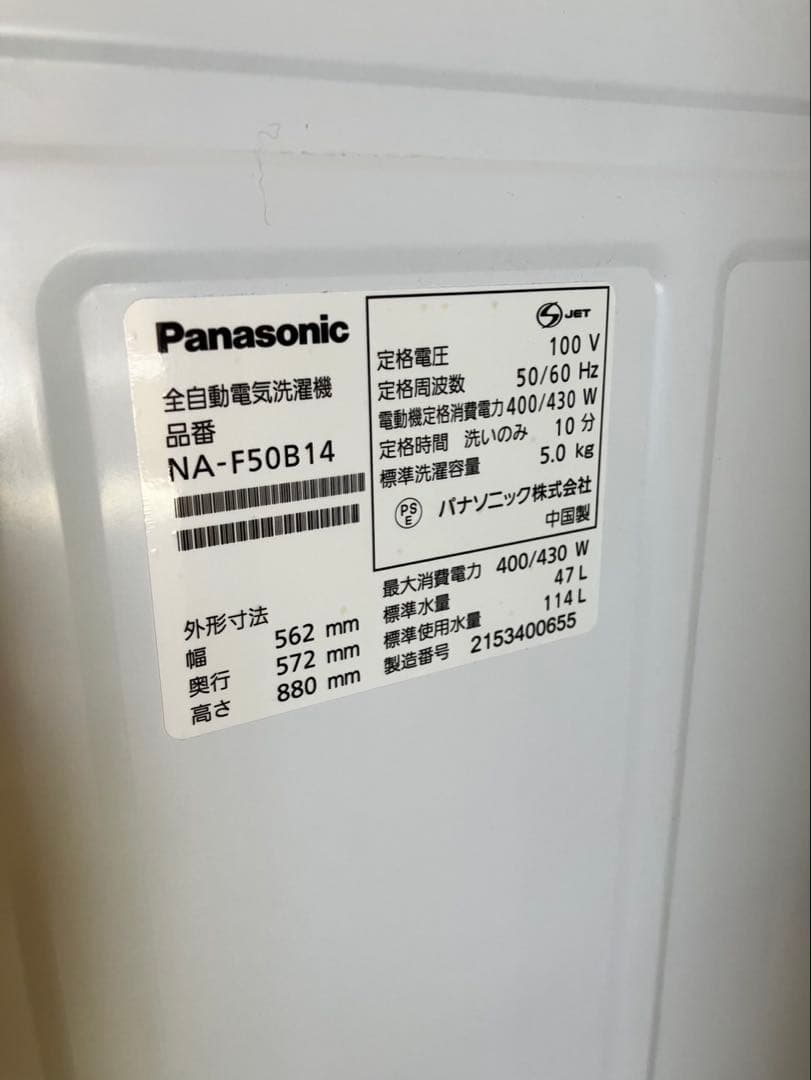 Panasonic
全自動電気洗濯機
品番
NA-F50B14
外形寸法
幅 562 mm
奥行 572 mm
高さ 880 mm
S JET
定格電圧 100 V
定格周波数 50/60 Hz
電動機定格消費電力 400/430 W
定格時間 洗いのみ 10 分
標準洗濯容量 5.0 kg
PS E パナソニック株式会社
中国製
最大消費電力 400/430 W
標準水量 47 L
標準使用水量 114 L
製造番号 2153400655